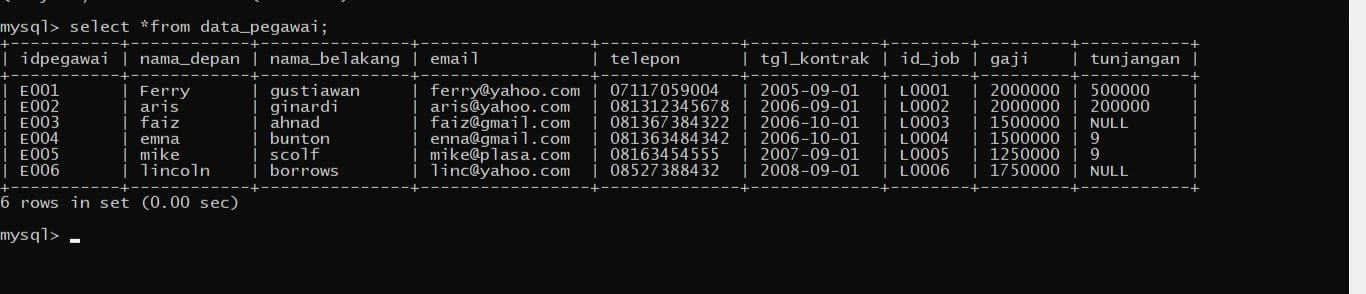 mysql> select *from data_pegawai;
+-----------+------------+---------------+------------------+--------------+-------------+--------+---------+-----------+
| idpegawai | nama_depan | nama_belakang | email | telepon | tgl_kontrak | id_job | gaji | tunjangan |
+-----------+------------+---------------+------------------+--------------+-------------+--------+---------+-----------+
| E001 | Ferry | gustiawan | ferry@yahoo.com | 07117059004 | 2005-09-01 | L0001 | 2000000 | 500000 |
| E002 | aris | ginardi | aris@yahoo.com | 081312345678 | 2006-09-01 | L0002 | 2000000 | 200000 |
| E003 | faiz | ahnad | faiz@gmail.com | 081367384322 | 2006-10-01 | L0003 | 1500000 | NULL |
| E004 | emna | bunton | enna@gmail.com | 081363484342 | 2006-10-01 | L0004 | 1500000 | 9 |
| E005 | mike | scolf | mike@plasa.com | 08163454555 | 2007-09-01 | L0005 | 1250000 | 9 |
| E006 | lincoln | borrows | linc@yahoo.com | 08527388432 | 2008-09-01 | L0006 | 1750000 | NULL |
+-----------+------------+---------------+------------------+--------------+-------------+--------+---------+-----------+
6 rows in set (0.00 sec)
mysql> _